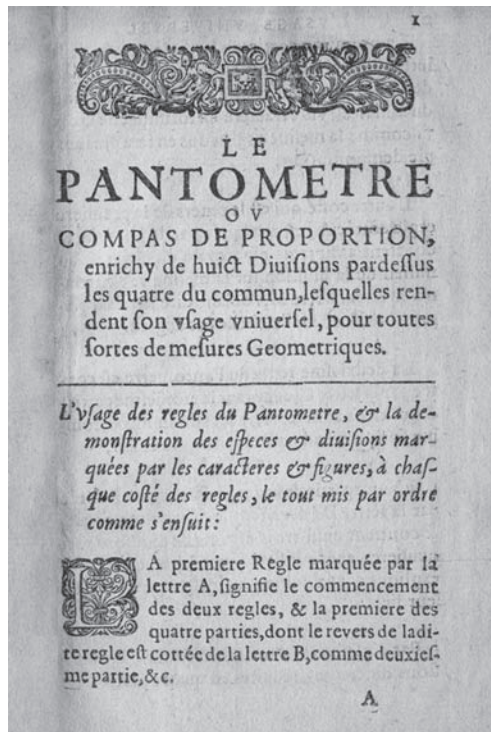 1
LE
PANTOMETRE
OV
COMPAS DE PROPORTION,
enrichy de huict Diuiſions pardeſſus
les quatre du commun,leſquelles ren-
dent ſon vſage vniuerſel, pour toutes
ſortes de meſures Geometriques.
L'vſage des regles du Pantometre, & la de-
monſtration des eſpeces & diuiſions mar-
quées par les caracteres & figures, à chaſ-
que coſté des regles, le tout mis par ordre
comme s'enſuit:
LA premiere Regle marquée par la
lettre A,ſignifie le commencement
des deux regles, & la premiere des
quatre parties,dont le revers de ladi-
te regle eſt cottée de la lettre B,comme deuxieſ-
me partie,&c.
A